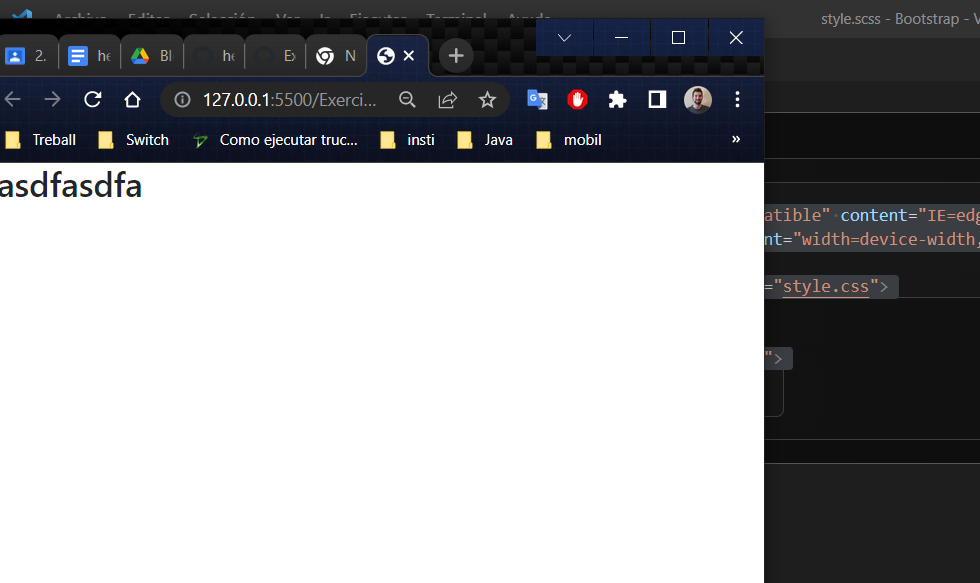 Archivo Editar Selección Ver Ir Ejecutar Terminal Ayuda
style.scss - Bootstrap - V
2. he Bl he Ex N
127.0.0.1:5500/Exerci...
Treball Switch Como ejecutar truc... insti Java mobil »
asdfasdfa
atible" content="IE=edg
nt="width=device-width,
="style.css">
">